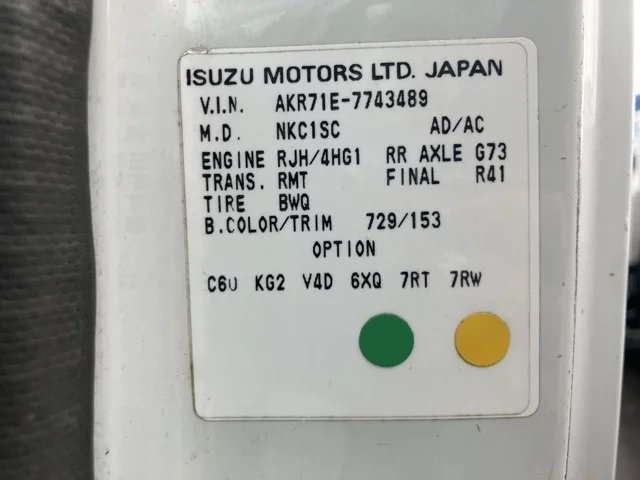 ISUZU MOTORS LTD. JAPAN
V.I.N. AKR71E-7743489
M.D. NKC1SC AD/AC
ENGINE RJH/4HG1 RR AXLE G73
TRANS. RMT FINAL R41
TIRE BWQ
B.COLOR/TRIM 729/153
OPTION
C6U KG2 V4D 6XQ 7RT 7RW